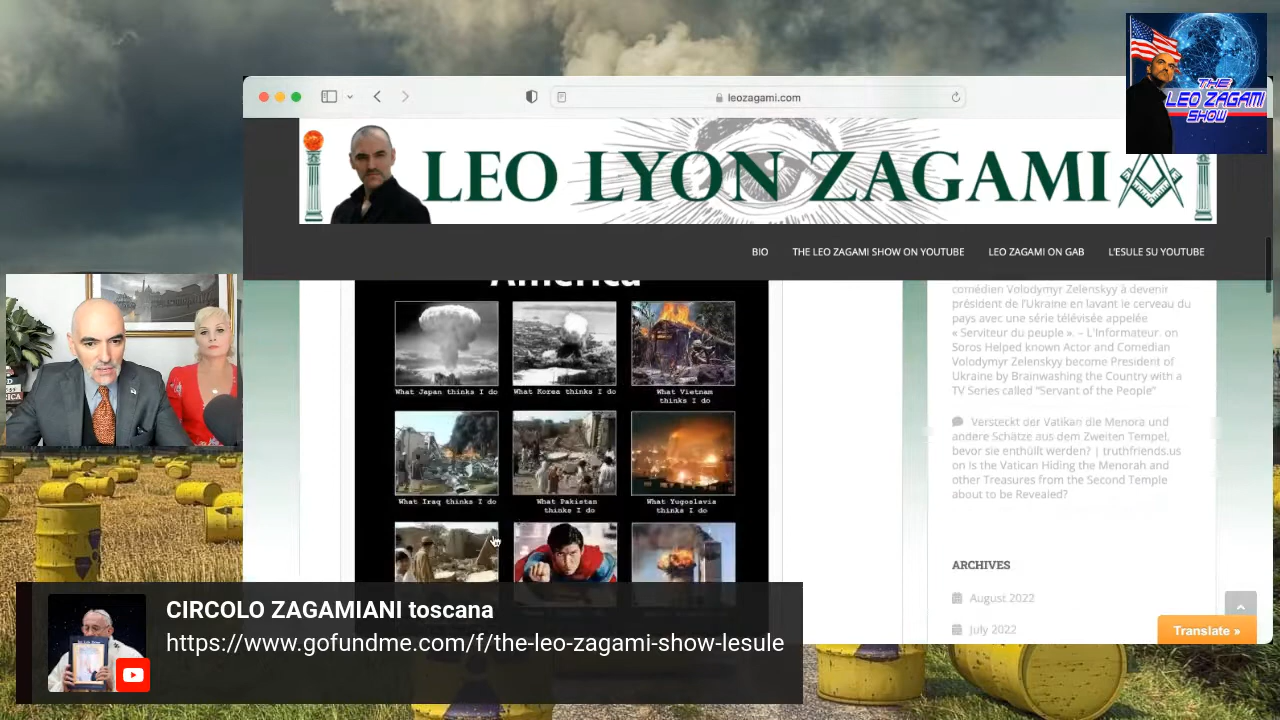 THE
LEO ZAGAMI
SHOW
leozagami.com
LEO LYON ZAGAMI
BIO
THE LEO ZAGAMI SHOW ON YOUTUBE
LEO ZAGAMI ON GAB
L'ESULE SU YOUTUBE
America
What Japan thinks I do
What Korea thinks I do
What Vietnam
thinks I do
What Iraq thinks I do
What Pakistan
thinks I do
What Yugoslavia
thinks I do
comédien Volodymyr Zelenskyy à devenir
président de l'Ukraine en lavant le cerveau du
pays avec une série télévisée appelée
« Serviteur du peuple ». – L'Informateur. on
Soros Helped known Actor and Comedian
Volodymyr Zelenskyy become President of
Ukraine by Brainwashing the Country with a
TV Series called "Servant of the People"
Versteckt der Vatikan die Menora und
andere Schätze aus dem Zweiten Tempel,
bevor sie enthüllt werden? | truthfriends.us
on Is the Vatican Hiding the Menorah and
other Treasures from the Second Temple
about to be Revealed?
ARCHIVES
August 2022
July 2022
Translate »
CIRCOLO ZAGAMIANI toscana
https://www.gofundme.com/f/the-leo-zagami-show-lesule